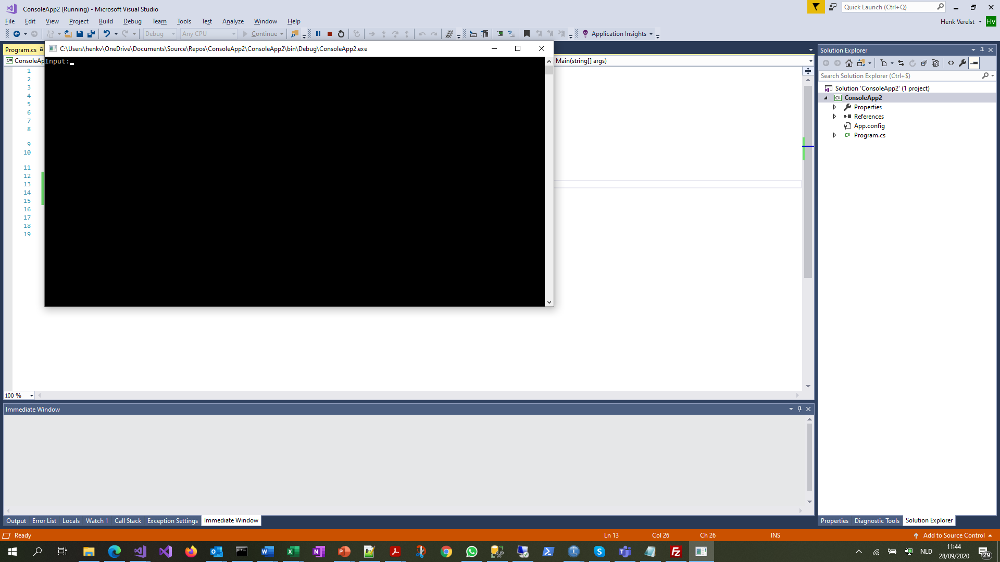 ConsoleApp2 (Running) - Microsoft Visual Studio
Quick Launch (Ctrl+Q)
File Edit View Project Build Debug Team Tools Test Analyze Window Help
Henk Verelst HV
Debug Any CPU Continue Application Insights
Program.cs
C:\Users\henkv\OneDrive\Documents\Source\Repos\ConsoleApp2\ConsoleApp2\bin\Debug\ConsoleApp2.exe
Solution Explorer
C# ConsoleAp
Input:
Main(string[] args)
1
2
3
4
5
6
7
8
9
10
11
12
13
14
15
16
17
18
19
Search Solution Explorer (Ctrl+$)
Solution 'ConsoleApp2' (1 project)
C# ConsoleApp2
Properties
References
App.config
C# Program.cs
100 %
Immediate Window
Output Error List Locals Watch 1 Call Stack Exception Settings Immediate Window
Properties Diagnostic Tools Solution Explorer
Ready Ln 13 Col 26 Ch 26 INS Add to Source Control
NLD
11:44
28/09/2020
29